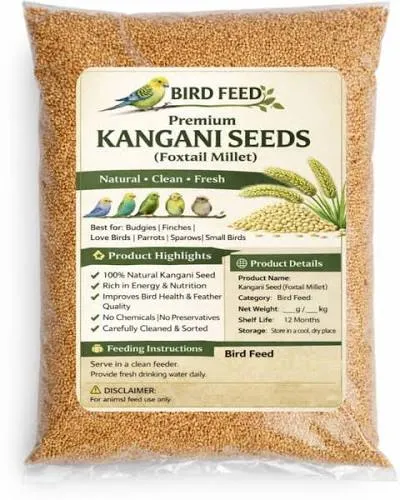 BIRD FEED
Premium
KANGANI SEEDS
(Foxtail Millet)
Natural • Clean • Fresh
Best for: Budgies | Finches |
Love Birds | Parrots | Sparows| Small Birds
Product Highlights
✓ 100% Natural Kangani Seed
✓ Rich in Energy & Nutrition
✓ Improves Bird Health & Feather
Quality
✓ No Chemicals |No Preservatives
✓ Carefully Cleaned & Sorted
Product Details
Product Name:
Kangani Seed (Foxtail Millet)
Category: Bird Feed
Net Weight: ___g /___ kg
Shelf Life: 12 Months
Storage: Store in a cool, dry place
Feeding Instructions
Serve in a clean feeder.
Provide fresh drinking water daily.
Bird Feed
DISCLAIMER:
For animsl feed use only